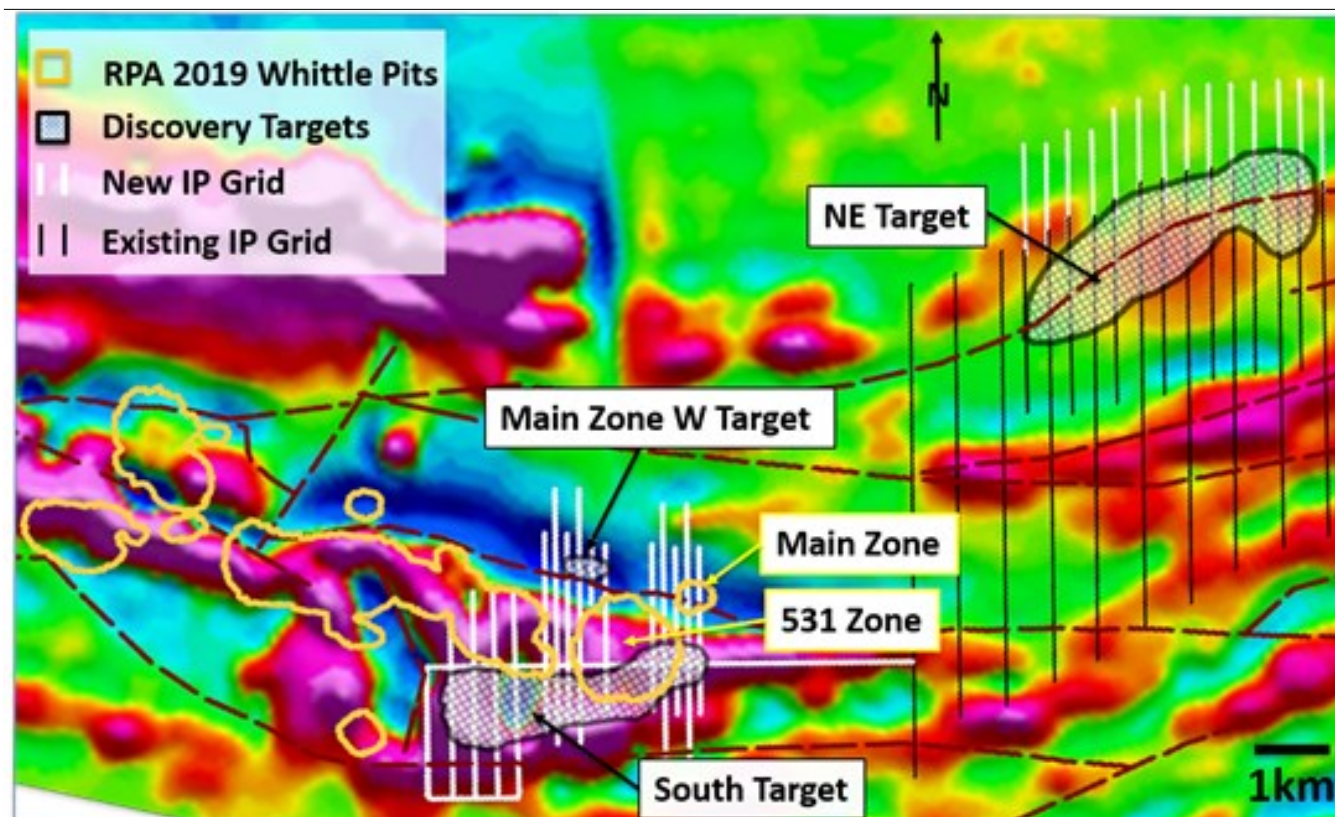 RPA 2019 Whittle Pits
Discovery Targets
New IP Grid
Existing IP Grid
N
NE Target
Main Zone W Target
Main Zone
531 Zone
South Target
1km